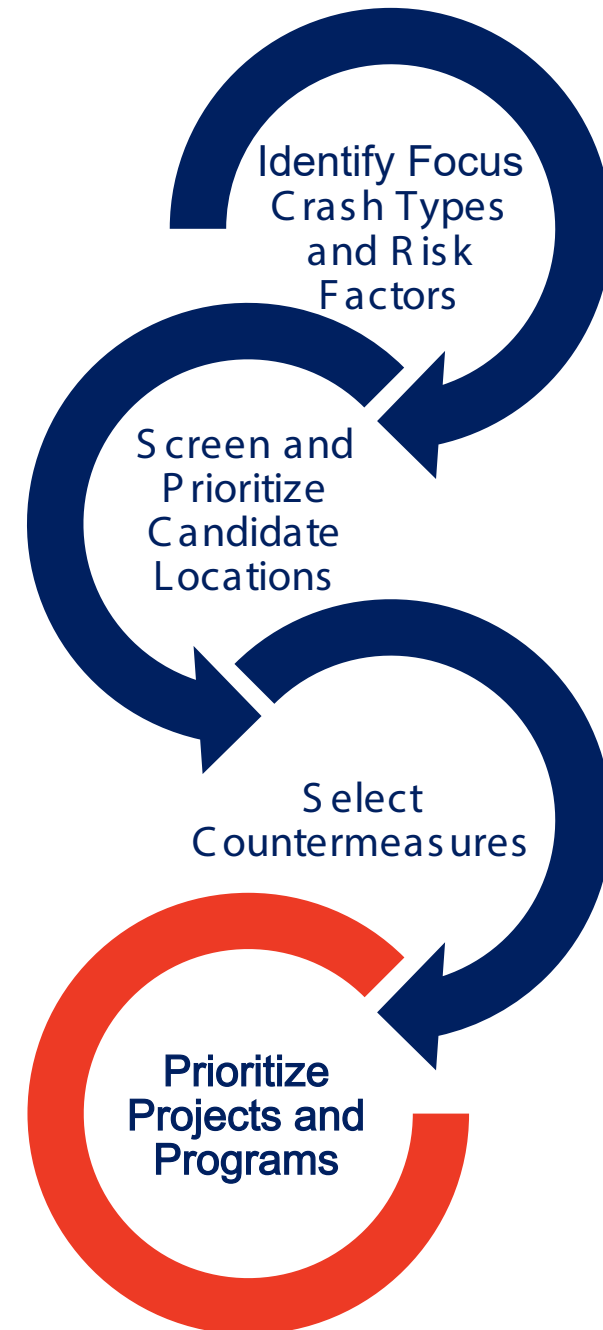 Identify Focus
Crash Types
and Risk
Factors
Screen and
Prioritize
Candidate
Locations
Select
Countermeasures
Prioritize
Projects and
Programs